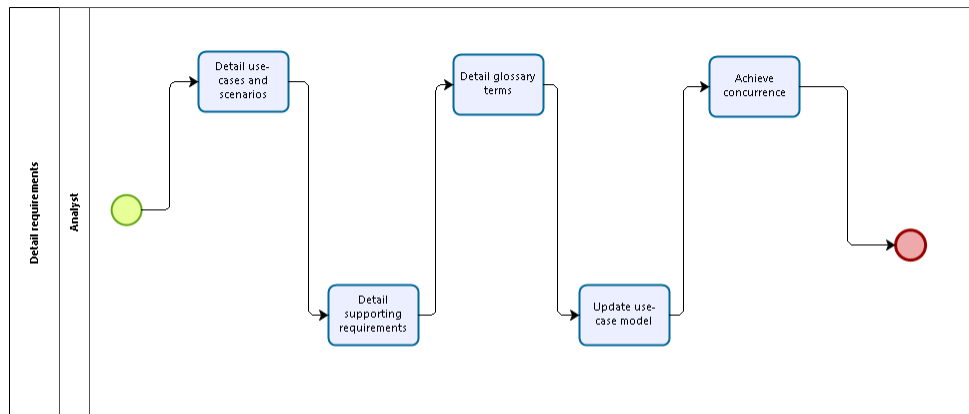 Detail requirements
Analyst
Detail use-
cases and
scenarios
Detail
supporting
requirements
Detail glossary
terms
Update use-
case model
Achieve
concurrence